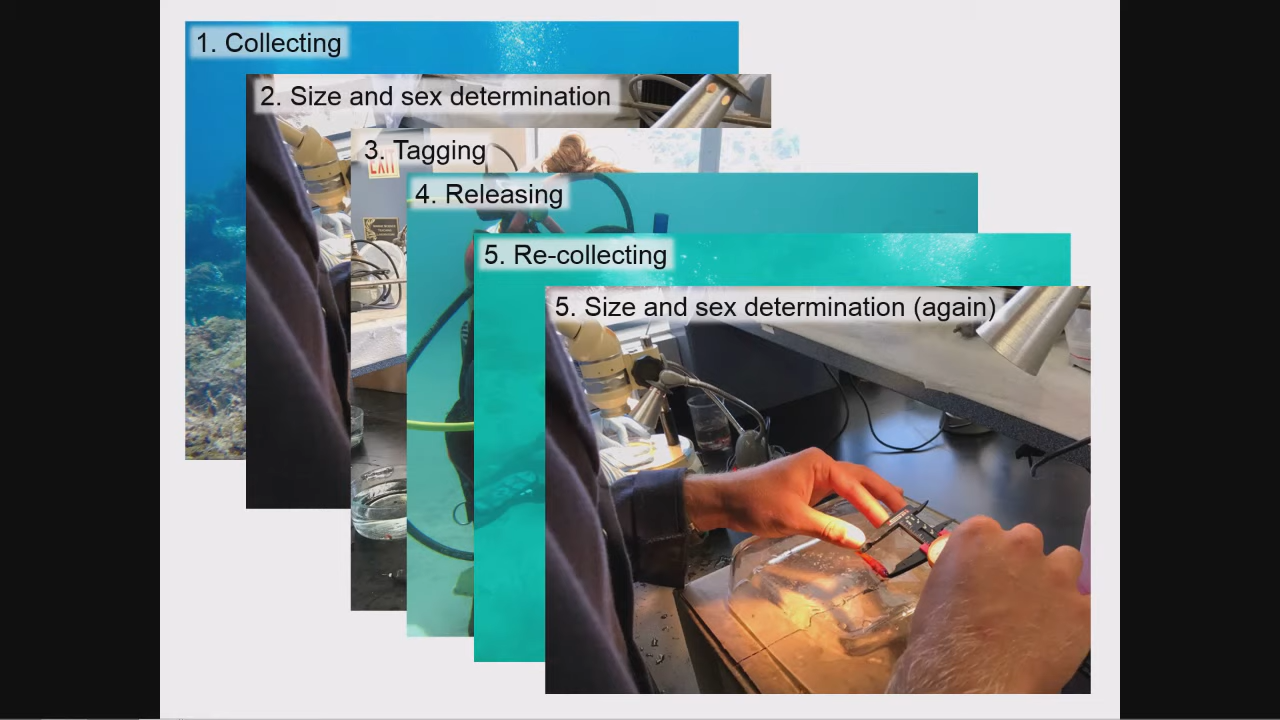 1. Collecting
2. Size and sex determination
3. Tagging
EXIT
4. Releasing
5. Re-collecting
5. Size and sex determination (again)